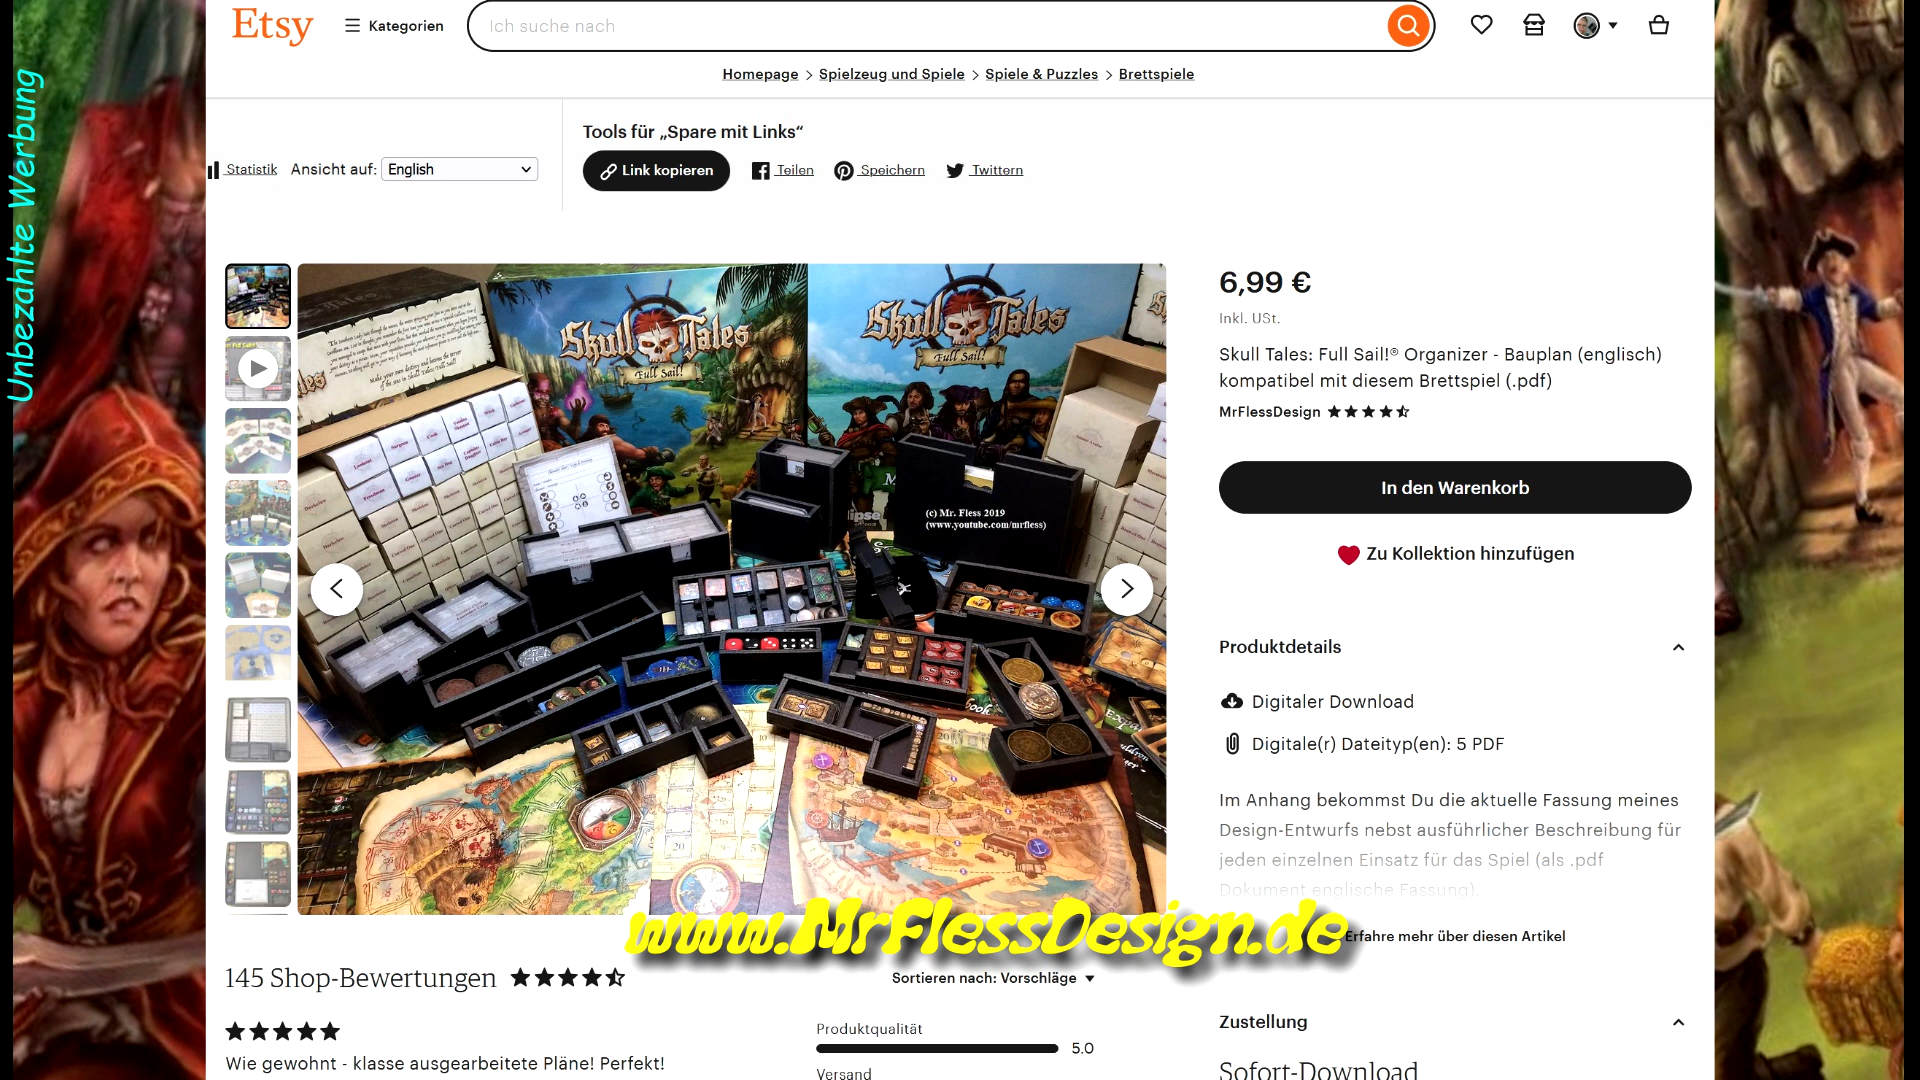 Unbezahlte Werbung
Etsy
Kategorien
Ich suche nach
Homepage > Spielzeug und Spiele > Spiele & Puzzles > Brettspiele
Tools für „Spare mit Links“
Statistik
Ansicht auf:
English
Link kopieren
Teilen
Speichern
Twittern
Skull Tales
Full Sail!
Skull Tales
Full Sail!
(c) Mr. Fless 2019
(www.youtube.com/mrfless)
6,99 €
Inkl. USt.
Skull Tales: Full Sail!® Organizer - Bauplan (englisch)
kompatibel mit diesem Brettspiel (.pdf)
MrFlessDesign
In den Warenkorb
Zu Kollektion hinzufügen
Produktdetails
Digitaler Download
Digitale(r) Dateityp(en): 5 PDF
Im Anhang bekommst Du die aktuelle Fassung meines
Design-Entwurfs nebst ausführlicher Beschreibung für
jeden einzelnen Einsatz für das Spiel (als .pdf
Dokument englische Fassung).
Erfahre mehr über diesen Artikel
www.MrFlessDesign.de
145 Shop-Bewertungen
Sortieren nach: Vorschläge
Wie gewohnt - klasse ausgearbeitete Pläne! Perfekt!
Produktqualität
5.0
Versand
Zustellung
Sofort-Download